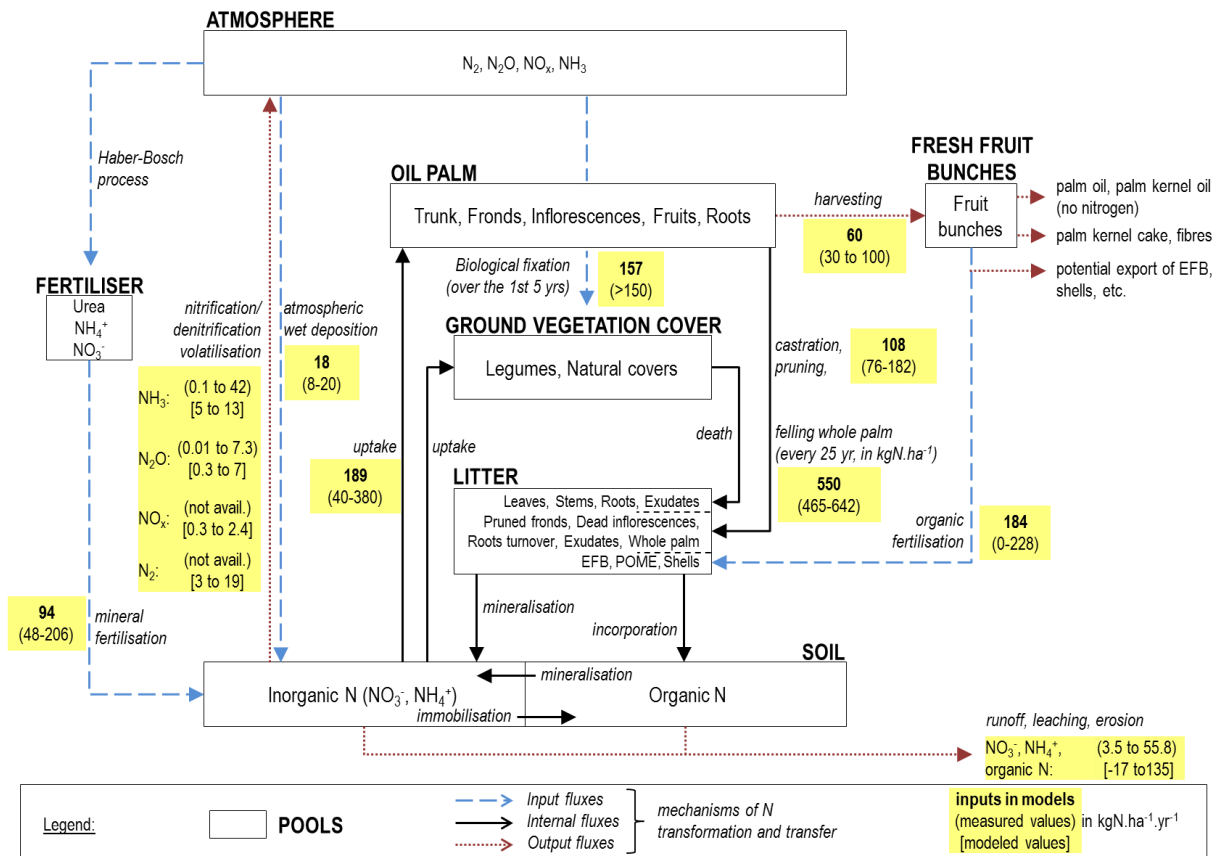 ATMOSPHERE
N₂, N₂O, NOₓ, NH₃
Haber-Bosch
process
FERTILISER
Urea
NH₄⁺
NO₃⁻
OIL PALM
Trunk, Fronds, Inflorescences, Fruits, Roots
harvesting
60
(30 to 100)
FRESH FRUIT
BUNCHES
Fruit
bunches
palm oil, palm kernel oil
(no nitrogen)
palm kernel cake, fibres
potential export of EFB,
shells, etc.
Biological fixation
(over the 1st 5 yrs)
157
(>150)
nitrification/
denitrification
volatilisation
NH₃: (0.1 to 42)
[5 to 13]
N₂O: (0.01 to 7.3)
[0.3 to 7]
NOₓ: (not avail.)
[0.3 to 2.4]
N₂: (not avail.)
[3 to 19]
atmospheric
wet deposition
18
(8-20)
GROUND VEGETATION COVER
Legumes, Natural covers
castration,
pruning,
108
(76-182)
uptake
189
(40-380)
uptake
death
felling whole palm
(every 25 yr, in kgN.ha⁻¹)
550
(465-642)
LITTER
Leaves, Stems, Roots, Exudates
Pruned fronds, Dead inflorescences,
Roots turnover, Exudates, Whole palm
EFB, POME, Shells
organic
fertilisation
184
(0-228)
94
(48-206)
mineral
fertilisation
mineralisation
incorporation
SOIL
Inorganic N (NO₃⁻, NH₄⁺)
mineralisation
immobilisation
Organic N
runoff, leaching, erosion
NO₃⁻, NH₄⁺, (3.5 to 55.8)
organic N: [-17 to135]
Legend:
POOLS
Input fluxes
Internal fluxes
Output fluxes
mechanisms of N
transformation and transfer
inputs in models
(measured values) in kgN.ha⁻¹.yr⁻¹
[modeled values]